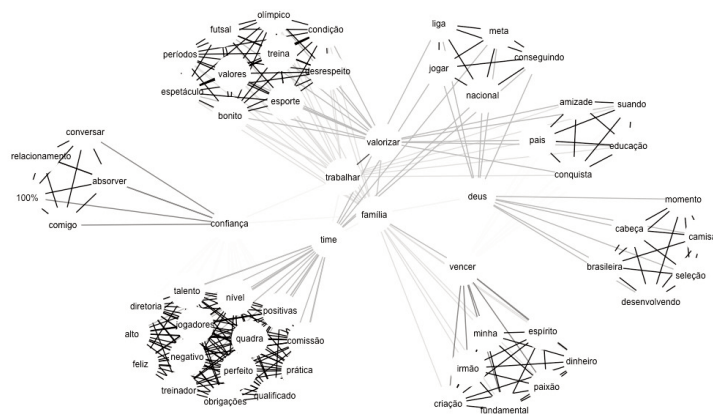 olímpico
futsal
condição
períodos
treina
valores
desrespeito
espetáculo
esporte
bonito
liga
meta
jogar
conseguindo
nacional
amizade
suando
pais
educação
conquista
valorizar
trabalhar
conversar
relacionamento
absorver
100%
comigo
confiança
família
time
deus
vencer
momento
cabeça
camisa
brasileira
seleção
desenvolvendo
talento
nível
diretoria
positivas
jogadores
alto
quadra
comissão
negativo
feliz
perfeito
prática
treinador
obrigações
qualificado
minha
espírito
irmão
dinheiro
paixão
criação
fundamental